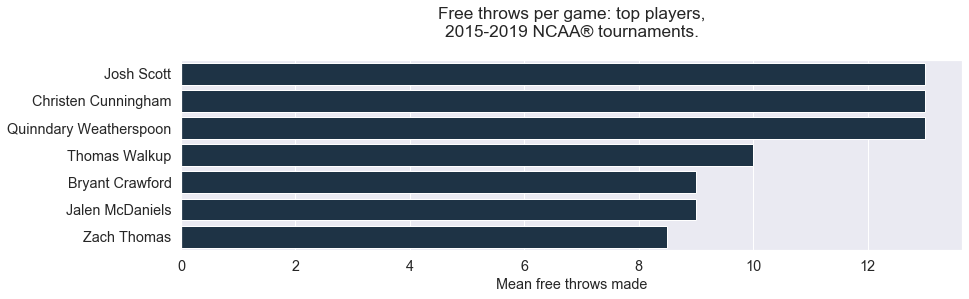 Free throws per game: top players,
2015-2019 NCAA® tournaments.
Josh Scott
Christen Cunningham
Quinndary Weatherspoon
Thomas Walkup
Bryant Crawford
Jalen McDaniels
Zach Thomas
0 2 4 6 8 10 12
Mean free throws made